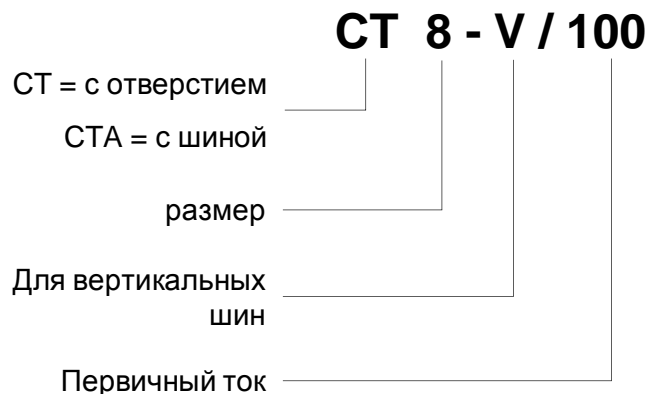 CT 8 - V / 100
CT = с отверстием
CTA = с шиной
размер
Для вертикальных
шин
Первичный ток